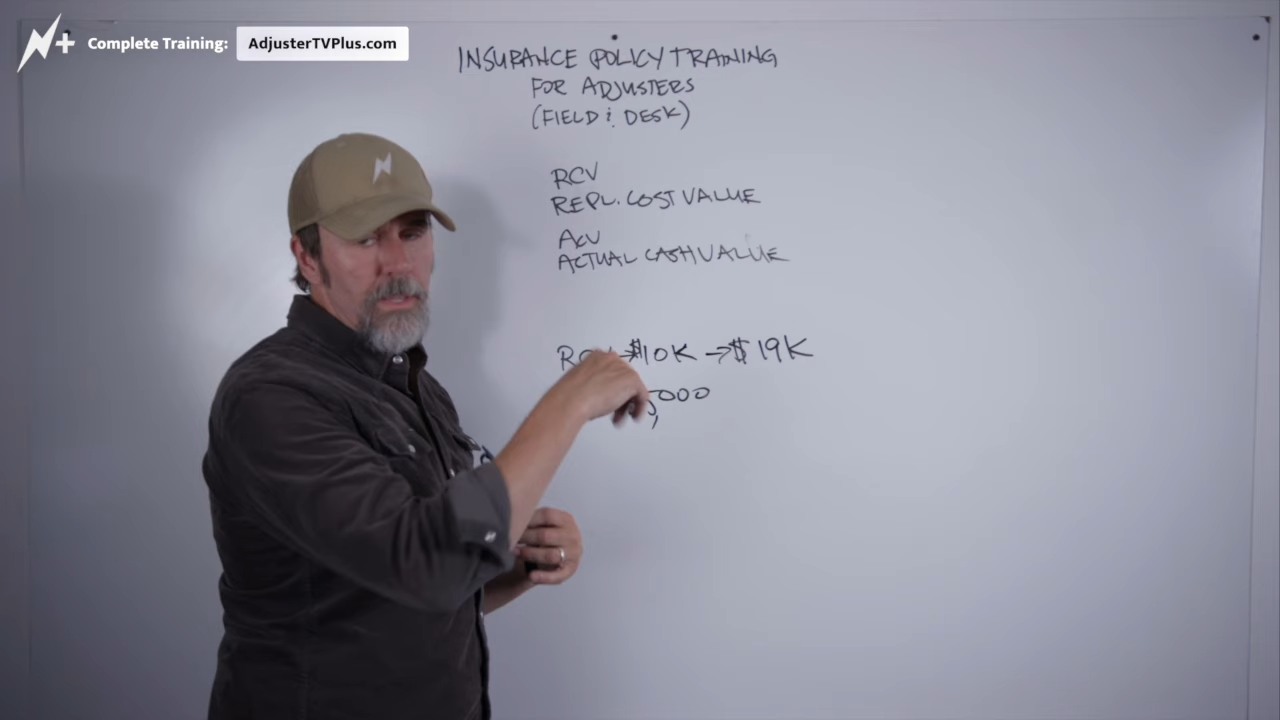 Complete Training: AdjusterTVPlus.com
INSURANCE POLICY TRAINING
FOR ADJUSTERS
(FIELD & DESK)
RCV
REPL. COST VALUE
ACV
ACTUAL CASH VALUE
$10K → $19K
,000